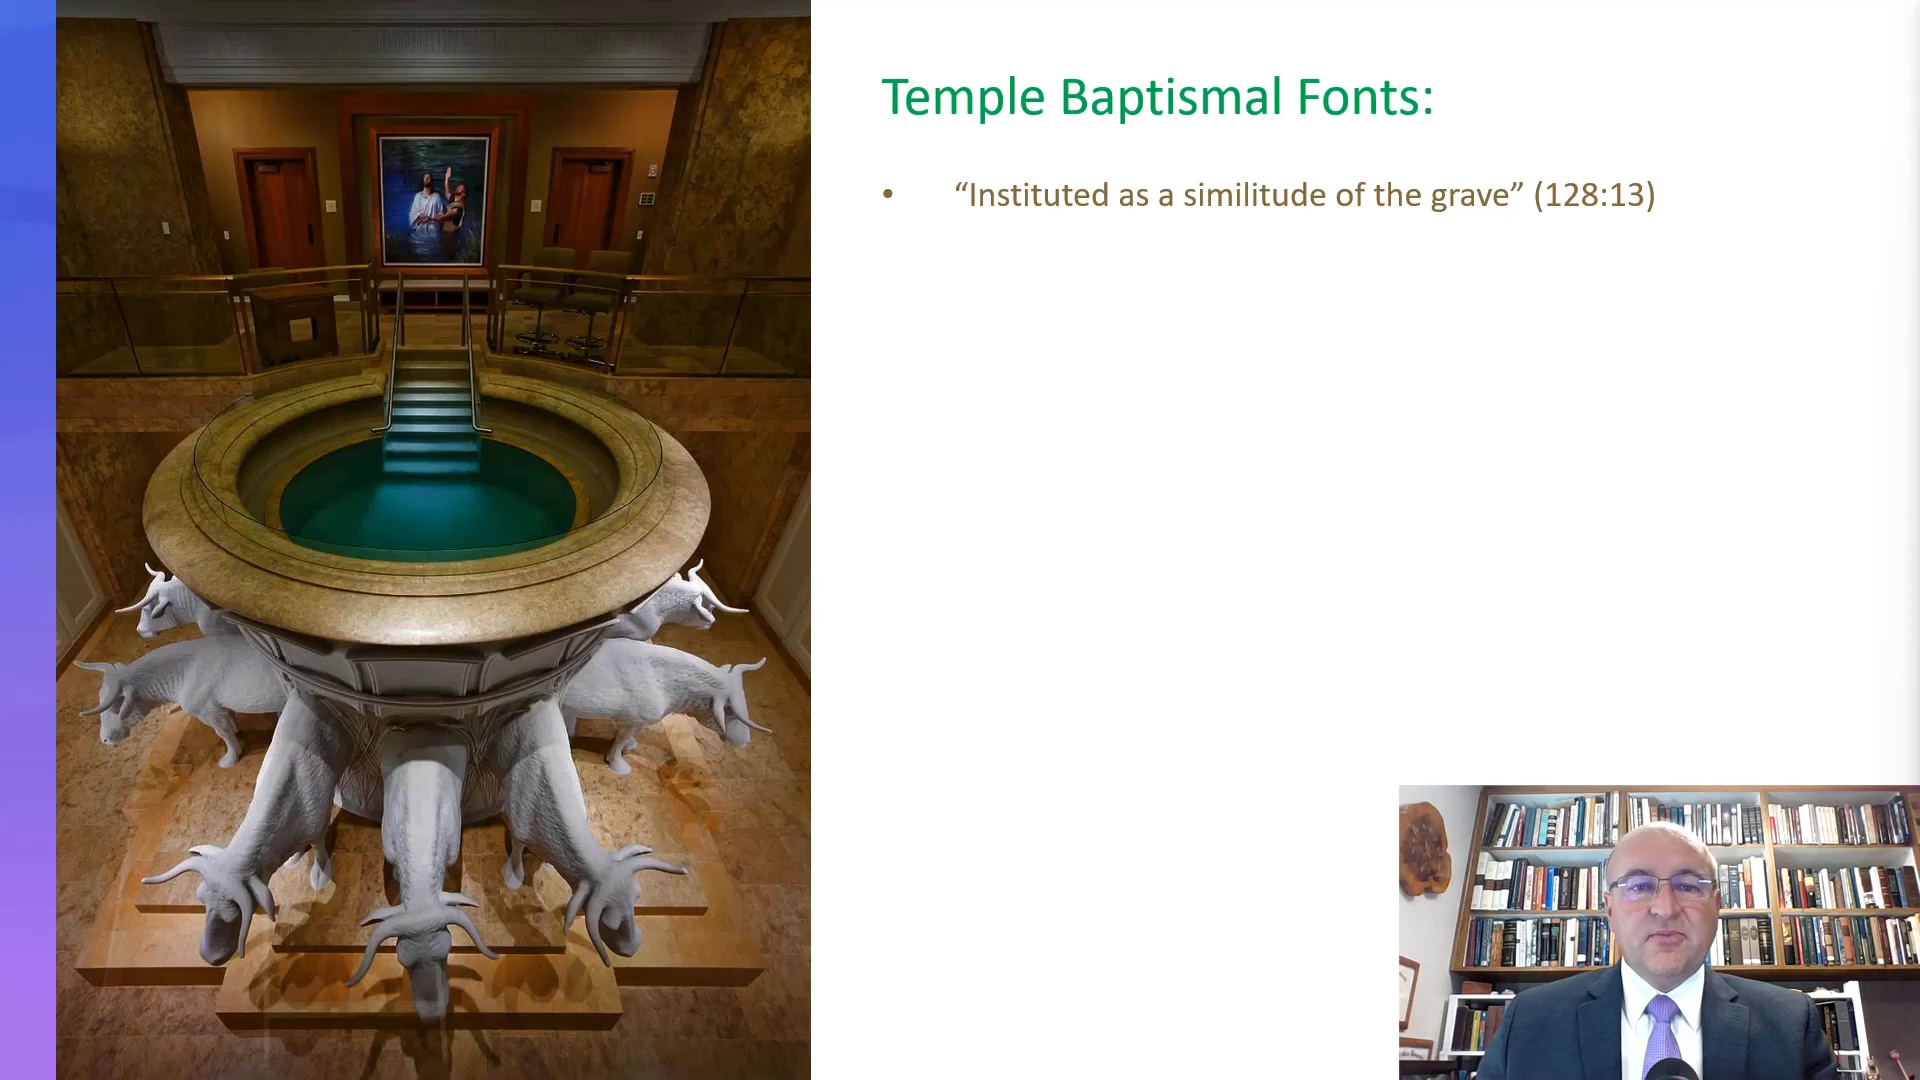 Temple Baptismal Fonts:
• “Instituted as a similitude of the grave” (128:13)